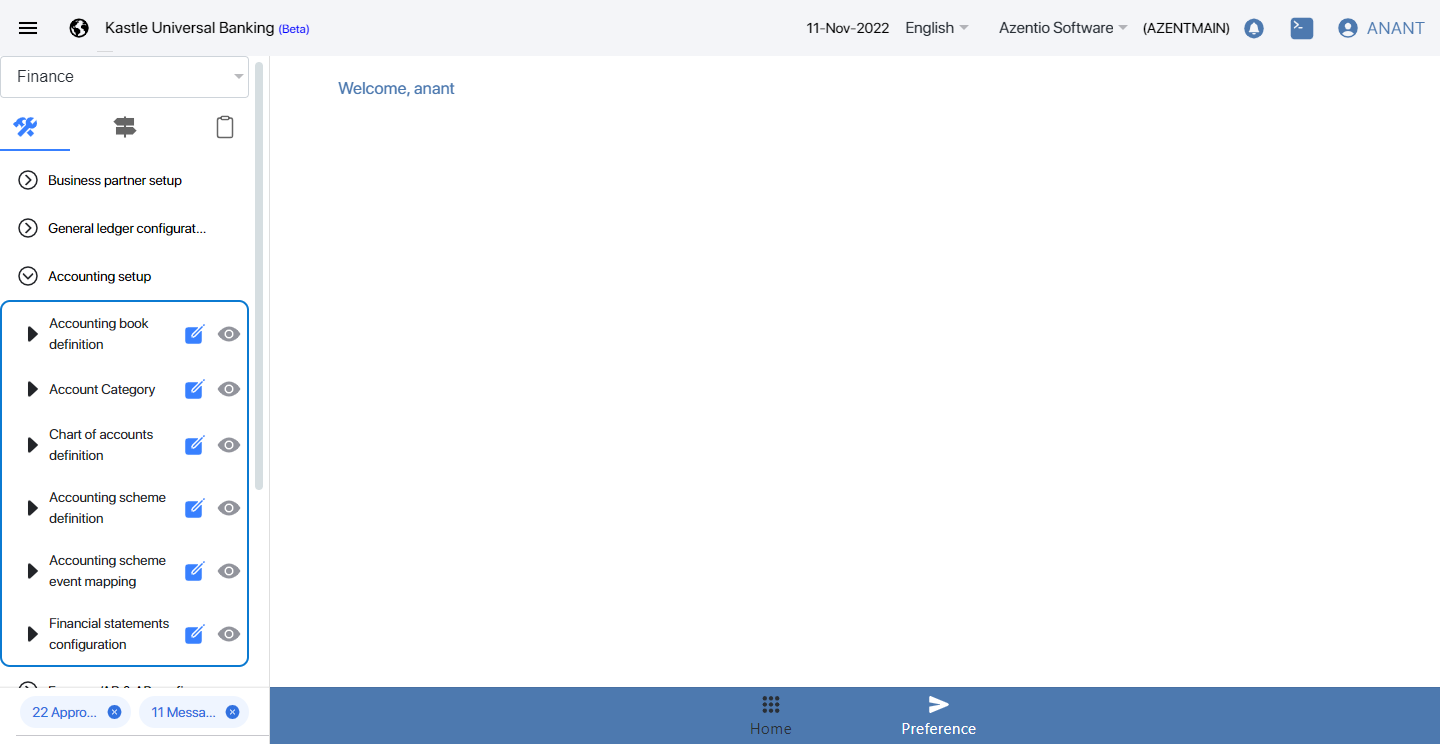 Kastle Universal Banking (Beta)
11-Nov-2022
English
Azentio Software
(AZENTMAIN)
ANANT
Finance
Welcome, anant
Business partner setup
General ledger configurat...
Accounting setup
Accounting book
definition
Account Category
Chart of accounts
definition
Accounting scheme
definition
Accounting scheme
event mapping
Financial statements
configuration
22 Appro...
11 Messa...
Home
Preference